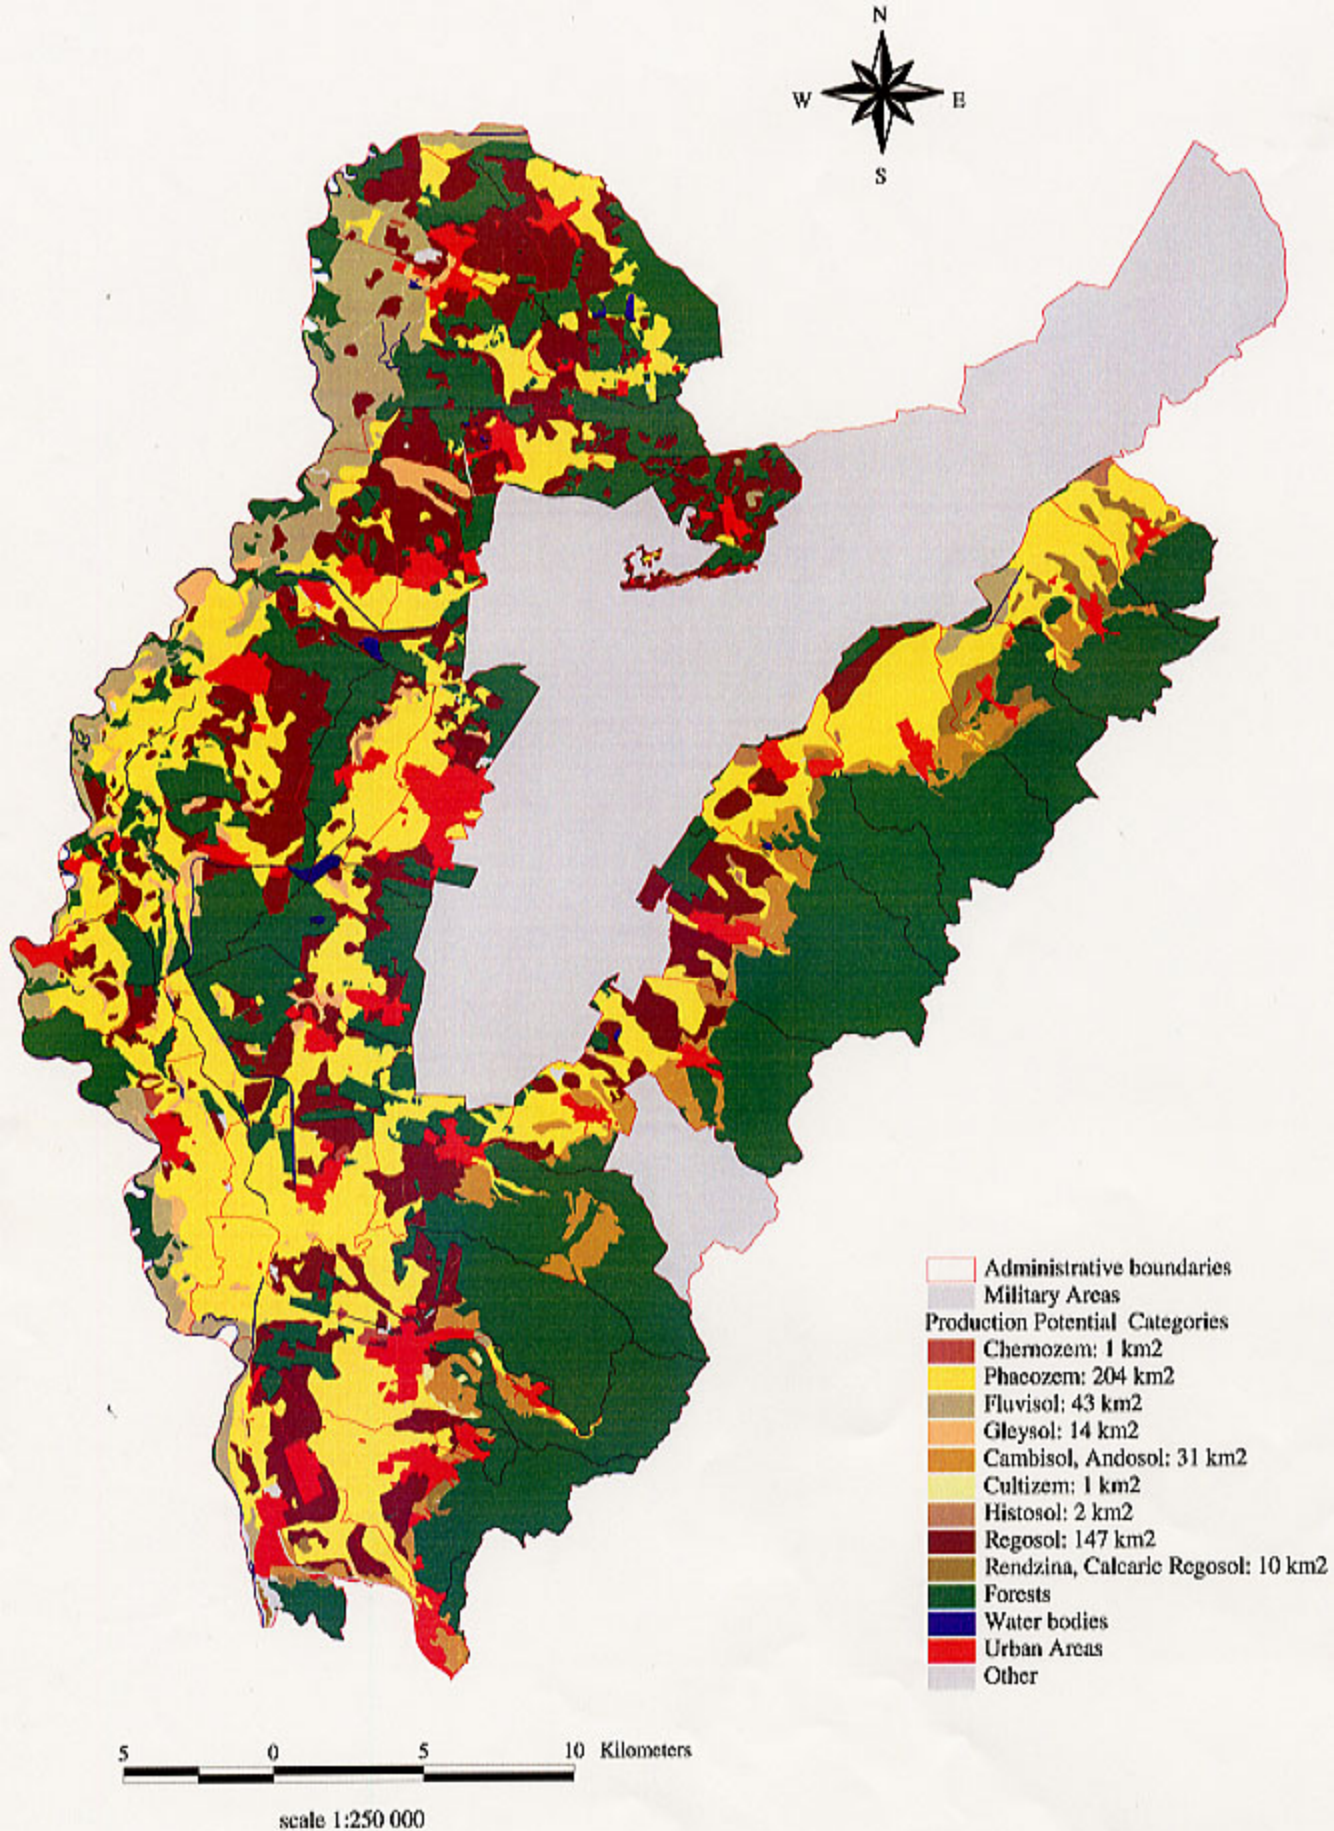 N
W E
S
Administrative boundaries
Military Areas
Production Potential Categories
Chernozem: 1 km2
Phaeozem: 204 km2
Fluvisol: 43 km2
Gleysol: 14 km2
Cambisol, Andosol: 31 km2
Cultizem: 1 km2
Histosol: 2 km2
Regosol: 147 km2
Rendzina, Calcaric Regosol: 10 km2
Forests
Water bodies
Urban Areas
Other
5 0 5 10 Kilometers
scale 1:250 000